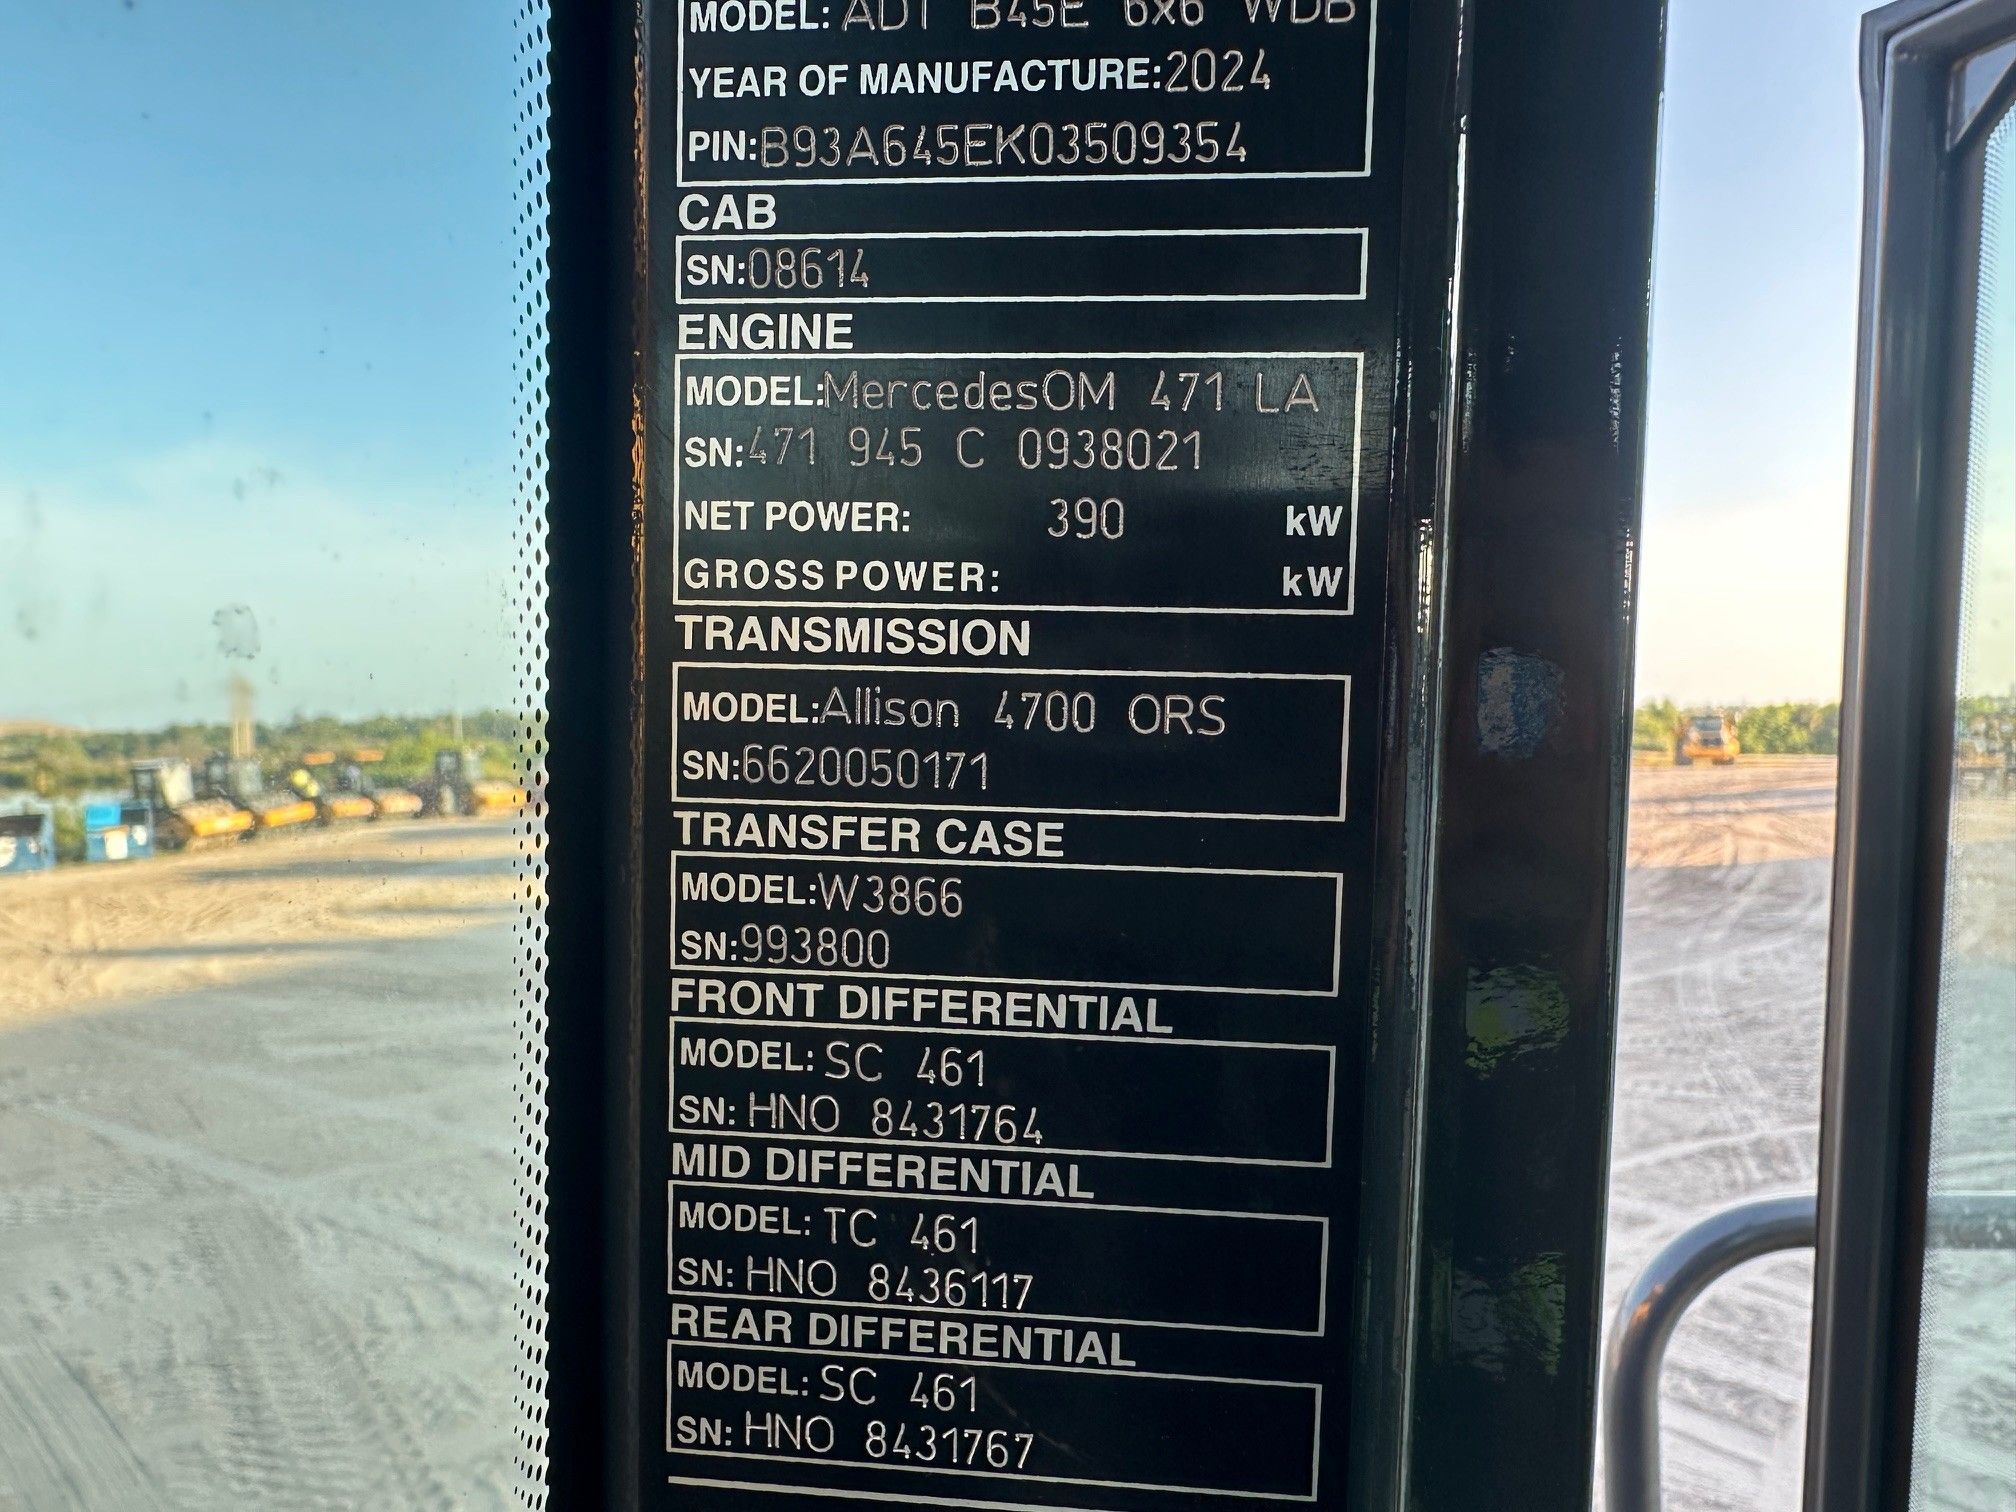 MODEL: ADT B45E 6x6 WDB
YEAR OF MANUFACTURE:2024
PIN:B93A645EK03509354
CAB
SN:08614
ENGINE
MODEL:MercedesOM 471 LA
SN:471 945 C 0938021
NET POWER: 390 kW
GROSS POWER: kW
TRANSMISSION
MODEL:Allison 4700 ORS
SN:6620050171
TRANSFER CASE
MODEL:W3866
SN:993800
FRONT DIFFERENTIAL
MODEL: SC 461
SN: HNO 8431764
MID DIFFERENTIAL
MODEL: TC 461
SN: HNO 8436117
REAR DIFFERENTIAL
MODEL: SC 461
SN: HNO 8431767